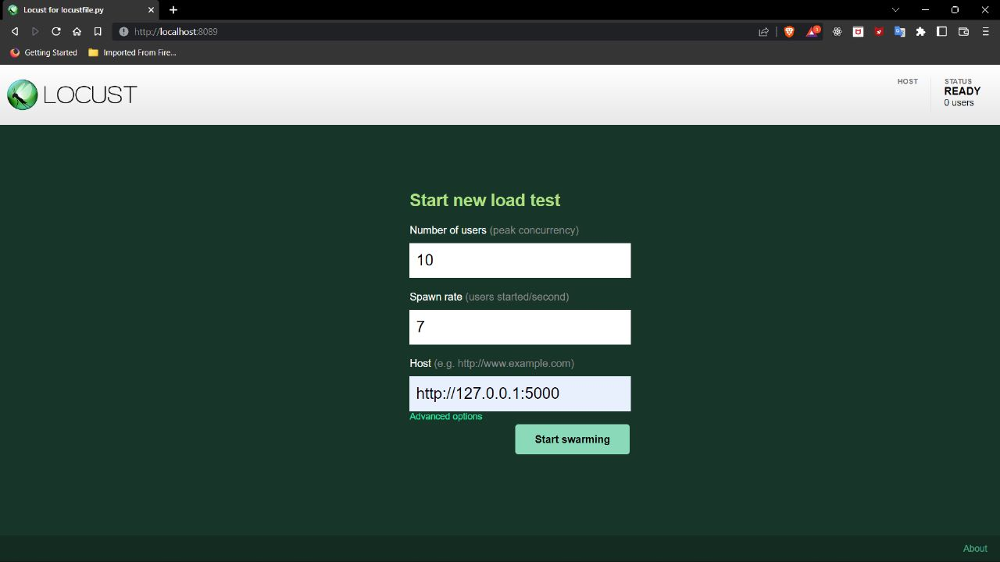 Locust for locustfile.py
http://localhost:8089
3
Getting Started
Imported From Fire...
LOCUST
HOST
STATUS
READY
0 users
Start new load test
Number of users (peak concurrency)
10
Spawn rate (users started/second)
7
Host (e.g. http://www.example.com)
http://127.0.0.1:5000
Advanced options
Start swarming
About